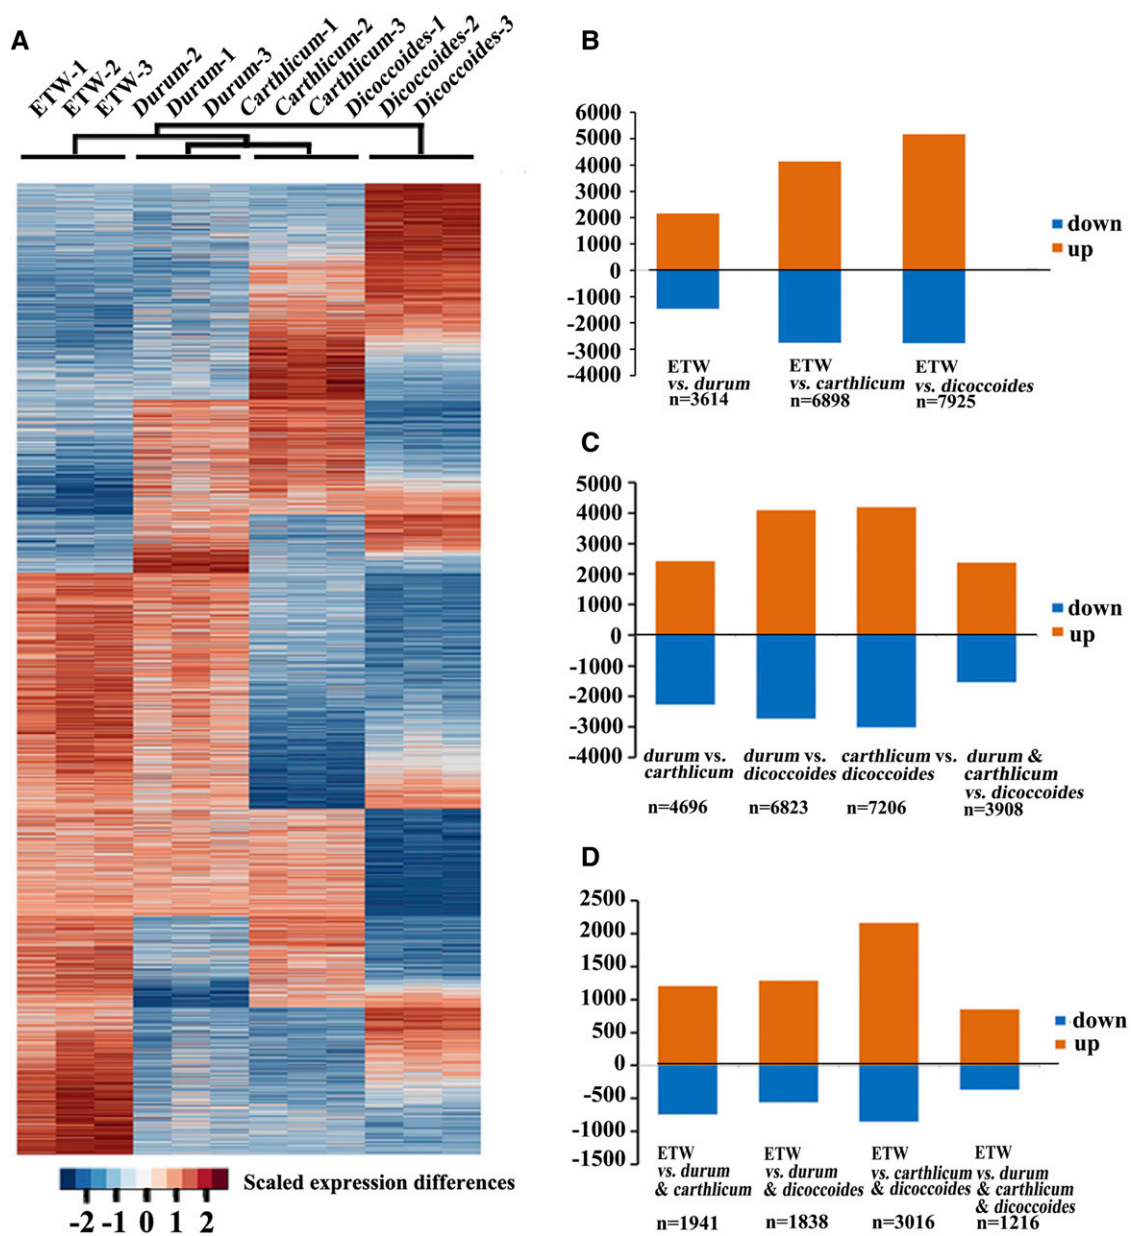 A
ETW-1
ETW-2
ETW-3
Durum-2
Durum-1
Durum-3
Carthlicum-1
Carthlicum-2
Carthlicum-3
Dicoccoides-1
Dicoccoides-2
Dicoccoides-3
-2 -1 0 1 2
Scaled expression differences
B
6000
5000
4000
3000
2000
1000
0
-1000
-2000
-3000
-4000
down
up
ETW
vs. durum
n=3614
ETW
vs. carthlicum
n=6898
ETW
vs. dicoccoides
n=7925
C
5000
4000
3000
2000
1000
0
-1000
-2000
-3000
-4000
down
up
durum vs.
carthlicum
n=4696
durum vs.
dicoccoides
n=6823
carthlicum vs.
dicoccoides
n=7206
durum &
carthlicum
vs. dicoccoides
n=3908
D
2500
2000
1500
1000
500
0
-500
-1000
-1500
down
up
ETW
vs. durum
& carthlicum
n=1941
ETW
vs. durum
& dicoccoides
n=1838
ETW
vs. carthlicum
& dicoccoides
n=3016
ETW
vs. durum
& carthlicum
& dicoccoides
n=1216